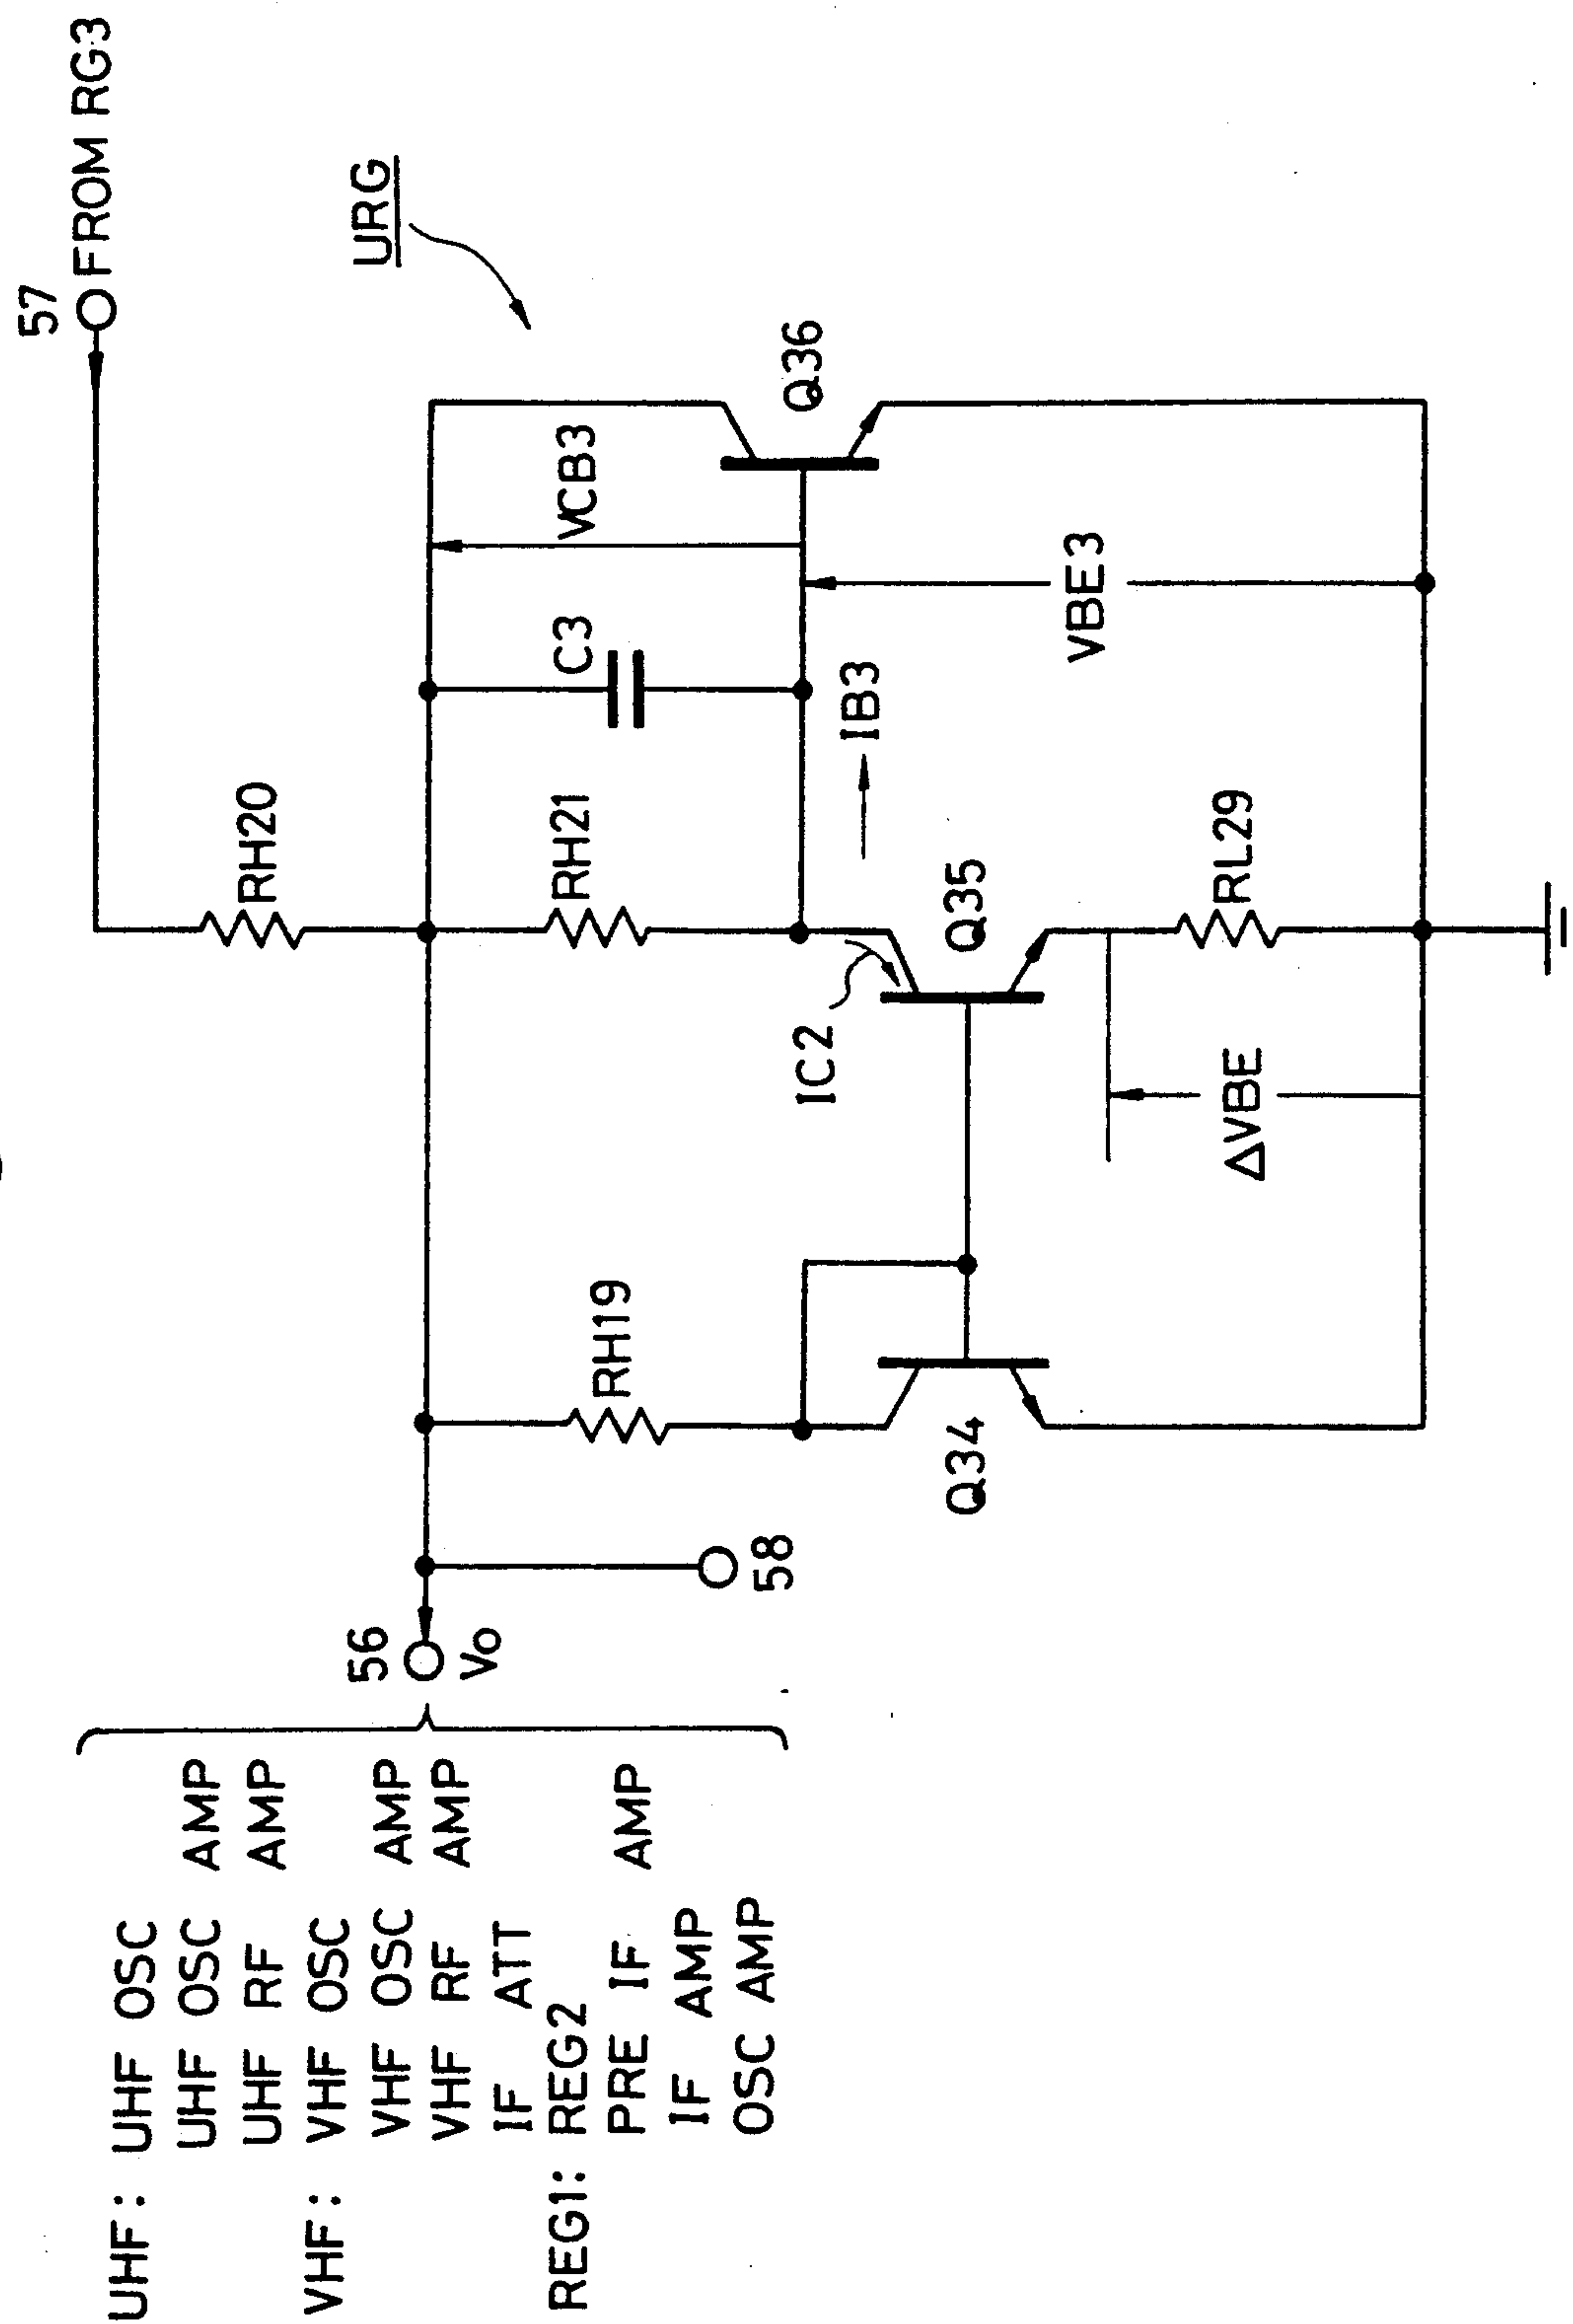 57
FROM RG3
URG
RH20
Q36
VCB3
C3
RH21
IB3
VBE3
IC2
Q35
RL29
ΔVBE
RH19
Q34
58
56
Vo
UHF: UHF OSC
UHF OSC AMP
UHF RF AMP
VHF: VHF OSC
VHF OSC AMP
VHF RF AMP
IF ATT
REG1: REG2
PRE IF AMP
IF AMP
OSC AMP